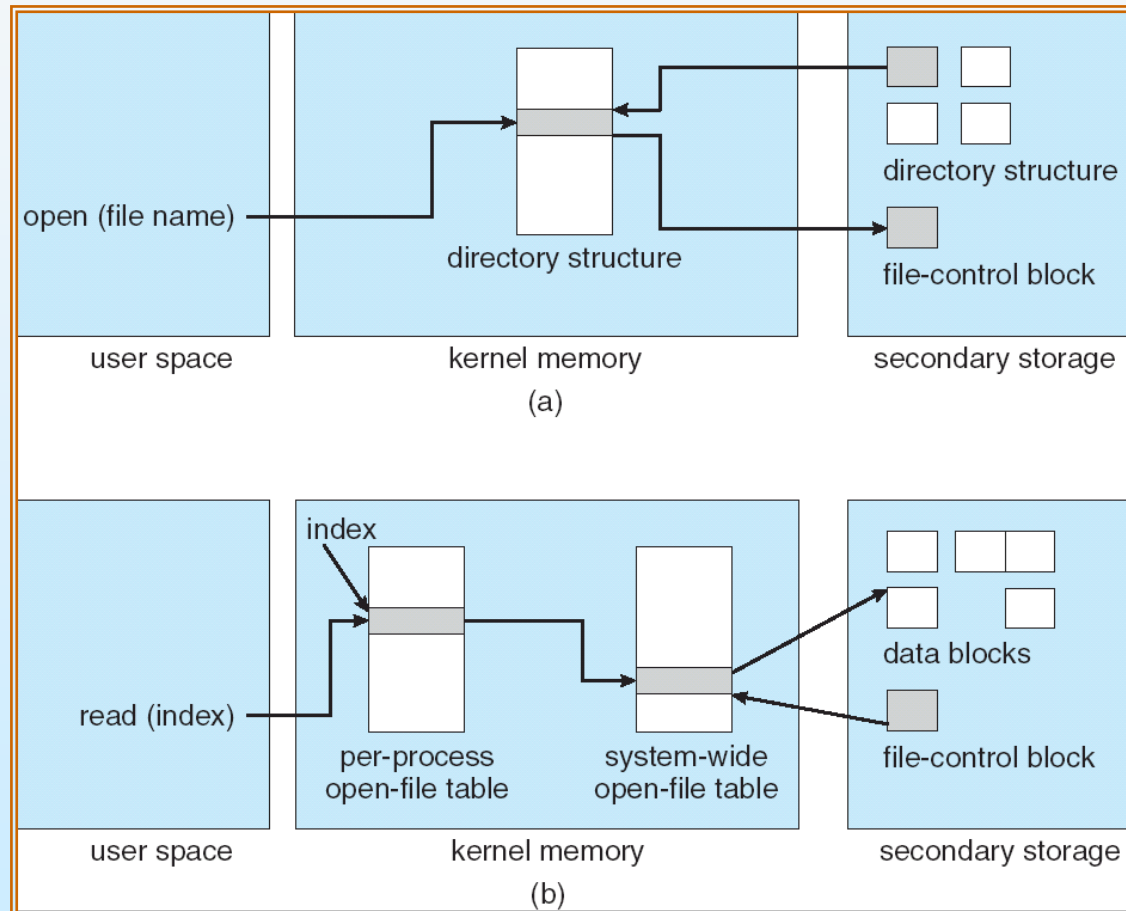 directory structure
open (file name)
directory structure
file-control block
user space
kernel memory
secondary storage
(a)
index
data blocks
read (index)
per-process
open-file table
system-wide
open-file table
file-control block
user space
kernel memory
secondary storage
(b)